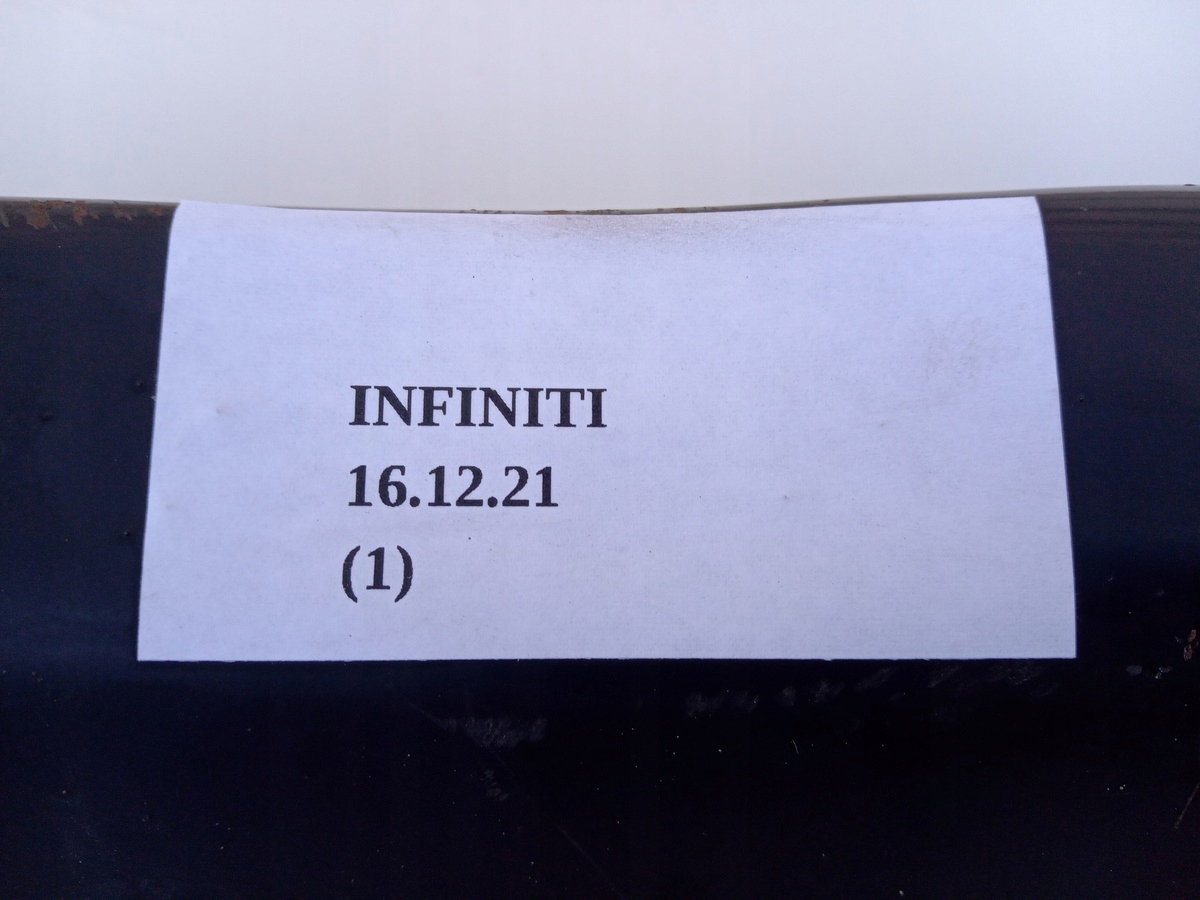 INFINITI
16.12.21
(1)